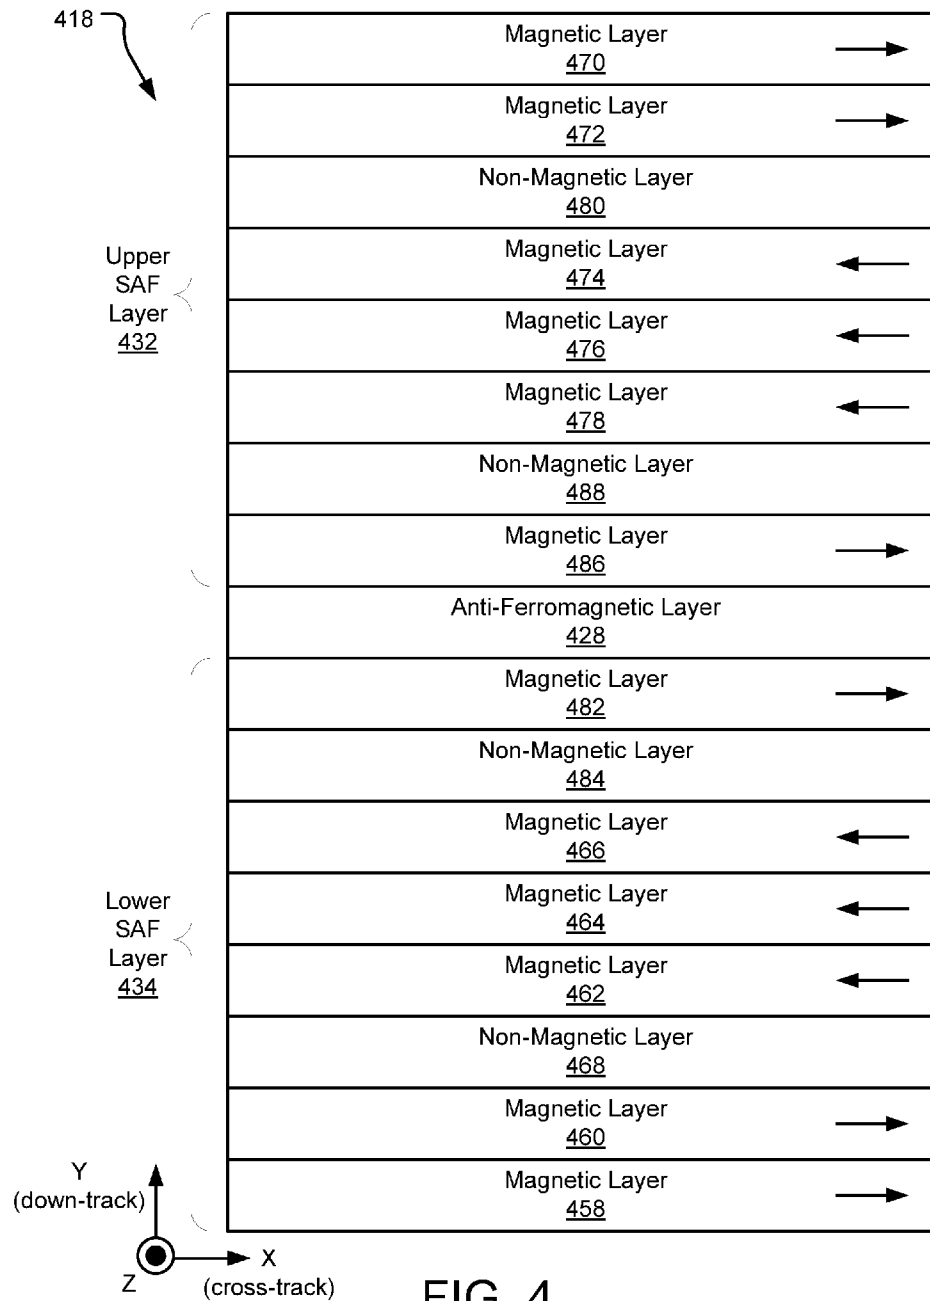 418
Magnetic Layer
470
Magnetic Layer
472
Non-Magnetic Layer
480
Upper
SAF
Layer
432
Magnetic Layer
474
Magnetic Layer
476
Magnetic Layer
478
Non-Magnetic Layer
488
Magnetic Layer
486
Anti-Ferromagnetic Layer
428
Magnetic Layer
482
Non-Magnetic Layer
484
Magnetic Layer
466
Lower
SAF
Layer
434
Magnetic Layer
464
Magnetic Layer
462
Non-Magnetic Layer
468
Magnetic Layer
460
Magnetic Layer
458
Y
(down-track)
Z
X
(cross-track)
FIG. 4